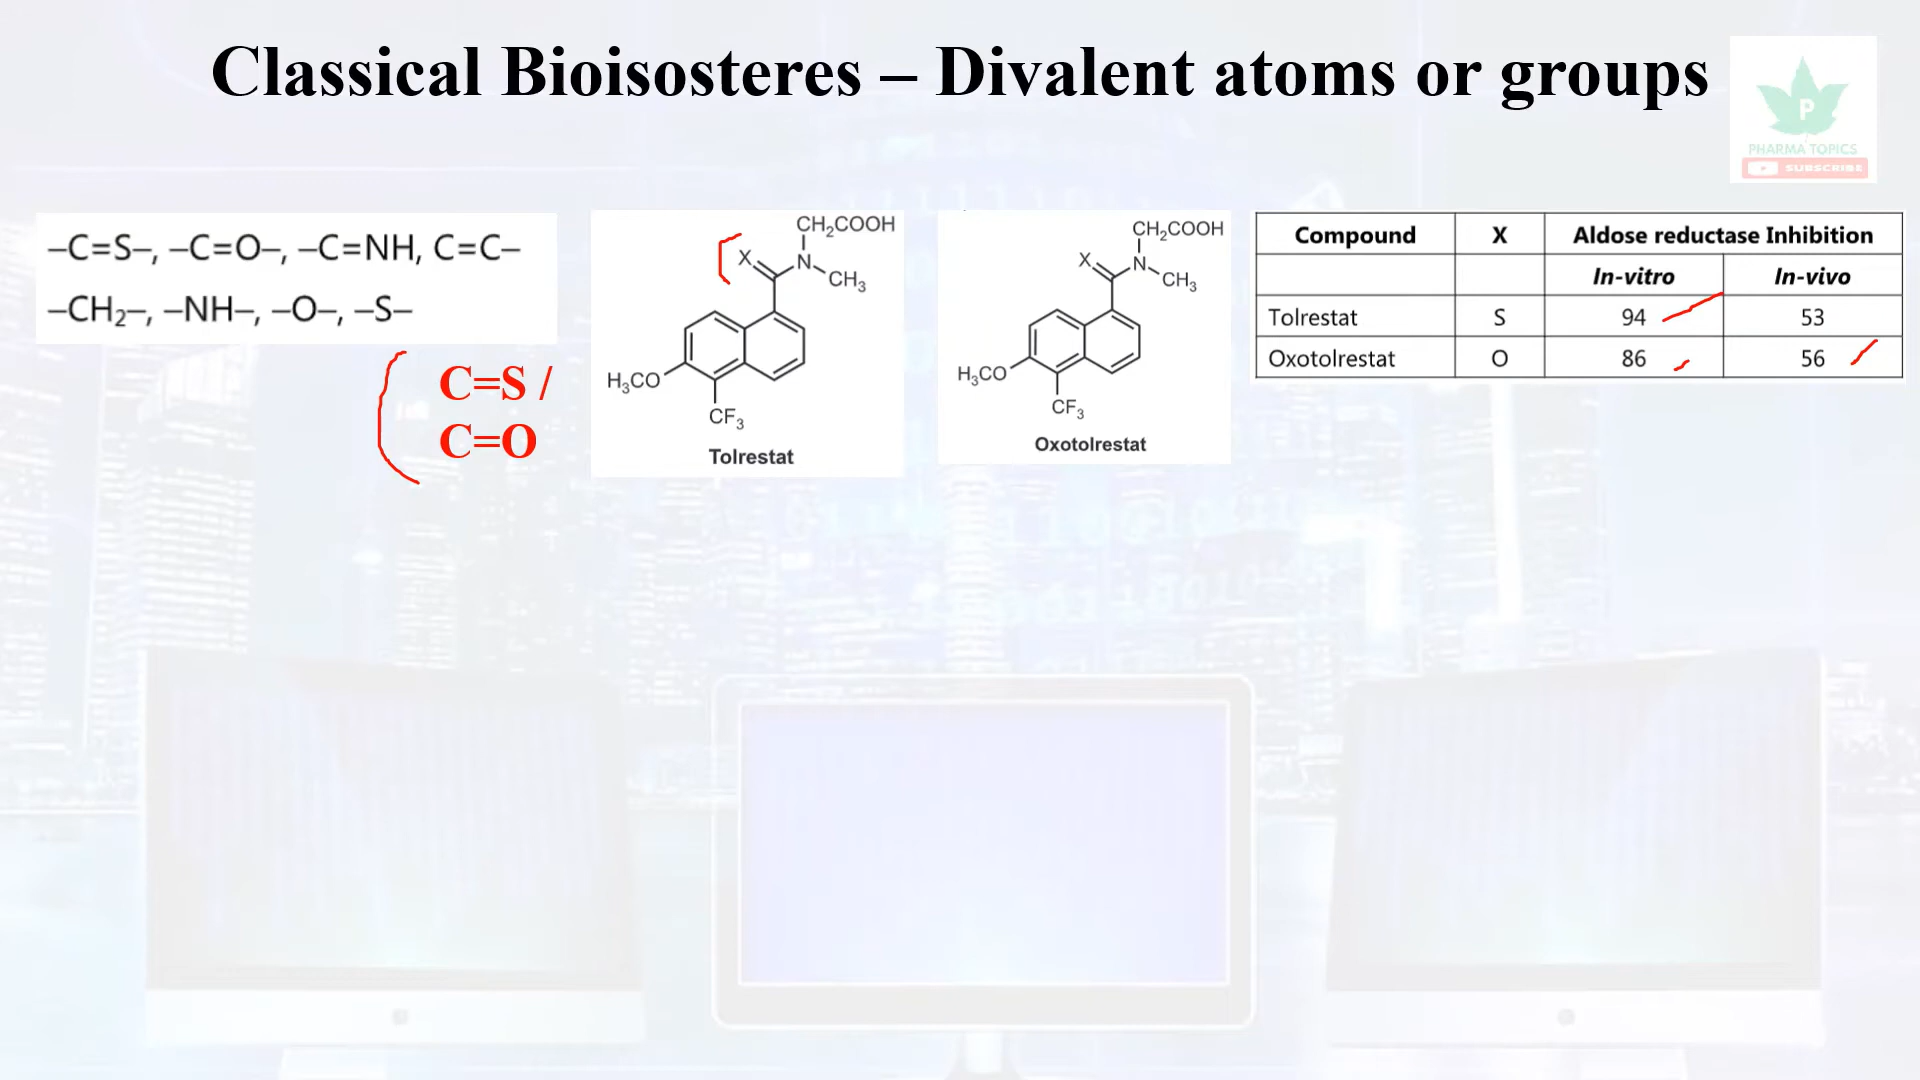 Classical Bioisosteres – Divalent atoms or groups
P
PHARMA TOPICS
SUBSCRIBE
–C=S–, –C=O–, –C=NH, C=C–
–CH₂–, –NH–, –O–, –S–
C=S /
C=O
CH₂COOH
X
N
CH₃
H₃CO
CF₃
Tolrestat
CH₂COOH
X
N
CH₃
H₃CO
CF₃
Oxotolrestat
Compound X Aldose reductase Inhibition
In-vitro In-vivo
Tolrestat S 94 53
Oxotolrestat O 86 56